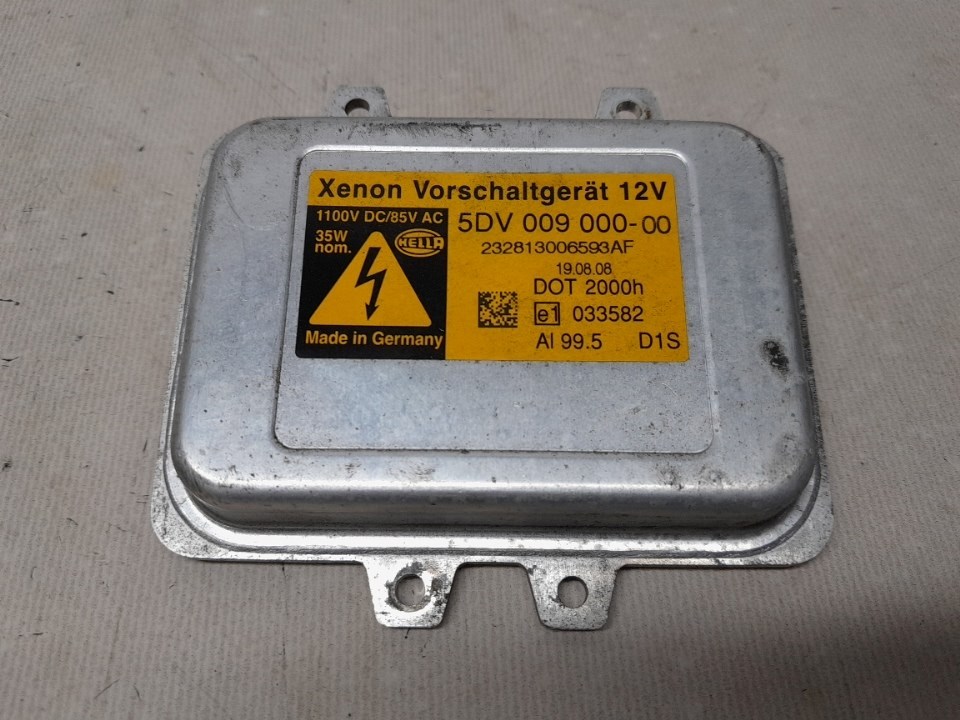 Xenon Vorschaltgerät 12V
1100V DC/85V AC
35W
nom.
HELLA
Made in Germany
5DV 009 000-00
232813006593AF
19.08.08
DOT 2000h
e1 033582
Al 99.5 D1S